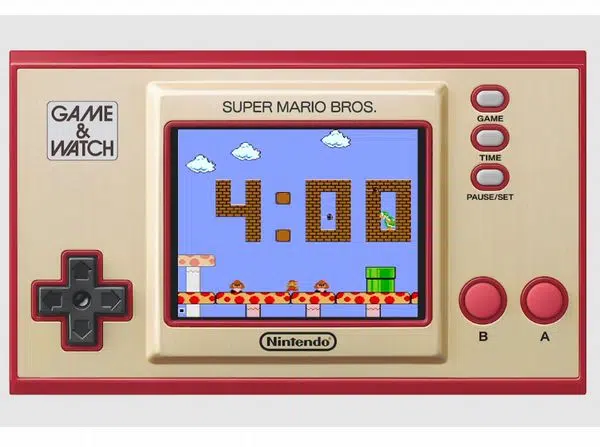 GAME
&
WATCH
SUPER MARIO BROS.
4:00
GAME
TIME
PAUSE/SET
B
A
Nintendo